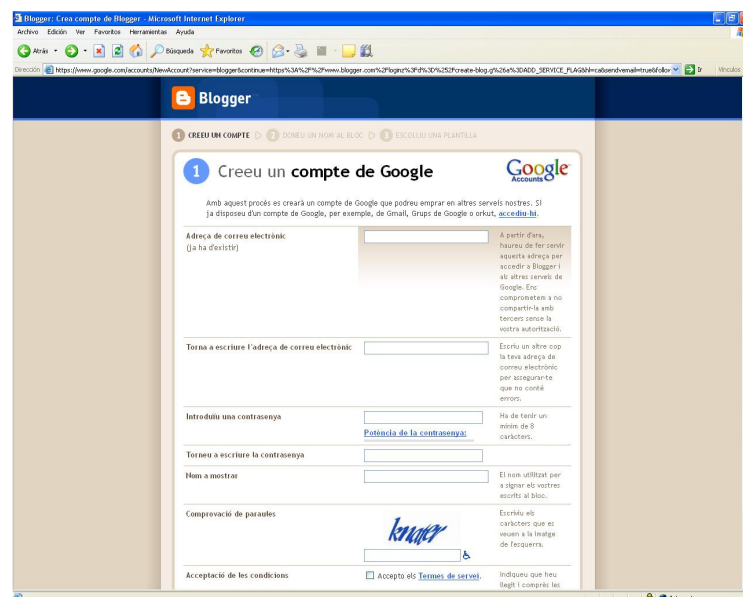 Blogger: Crea compte de Blogger - Microsoft Internet Explorer
Archivo Edición Ver Favoritos Herramientas Ayuda
Atrás Búsqueda Favoritos
Dirección https://www.google.com/accounts/NewAccount?service=blogger&continue=https%3A%2F%2Fwww.blogger.com%2Floginz%3Fd%3D%252Fcreate-blog.g%26a%3DADD_SERVICE_FLAG&hl=ca&sendvemail=true&follow Ir Vínculos
Blogger
1 CREEU UN COMPTE 2 DONEU UN NOM AL BLOC 3 ESCOLLIU UNA PLANTILLA
1 Creeu un compte de Google
Google
Accounts
Amb aquest procés es crearà un compte de Google que podreu emprar en altres serveis nostres. Si
ja disposeu d'un compte de Google, per exemple, de Gmail, Grups de Google o orkut, accediu-hi.
Adreça de correu electrònic
(ja ha d'existir)
A partir d'ara,
haureu de fer servir
aquesta adreça per
accedir a Blogger i
als altres serveis de
Google. Ens
comprometem a no
compartir-la amb
tercers sense la
vostra autorització.
Torna a escriure l'adreça de correu electrònic
Escriu un altre cop
la teva adreça de
correu electrònic
per assegurar-te
que no conté
errors.
Introduïu una contrasenya
Potència de la contrasenya:
Ha de tenir un
mínim de 8
caràcters.
Torneu a escriure la contrasenya
Nom a mostrar
El nom utilitzat per
a signar els vostres
escrits al bloc.
Comprovació de paraules
Escriviu els
caràcters que es
veuen a la imatge
de l'esquerra.
Acceptació de les condicions
Accepto els Termes de servei.
Indiqueu que heu
llegit i comprès les